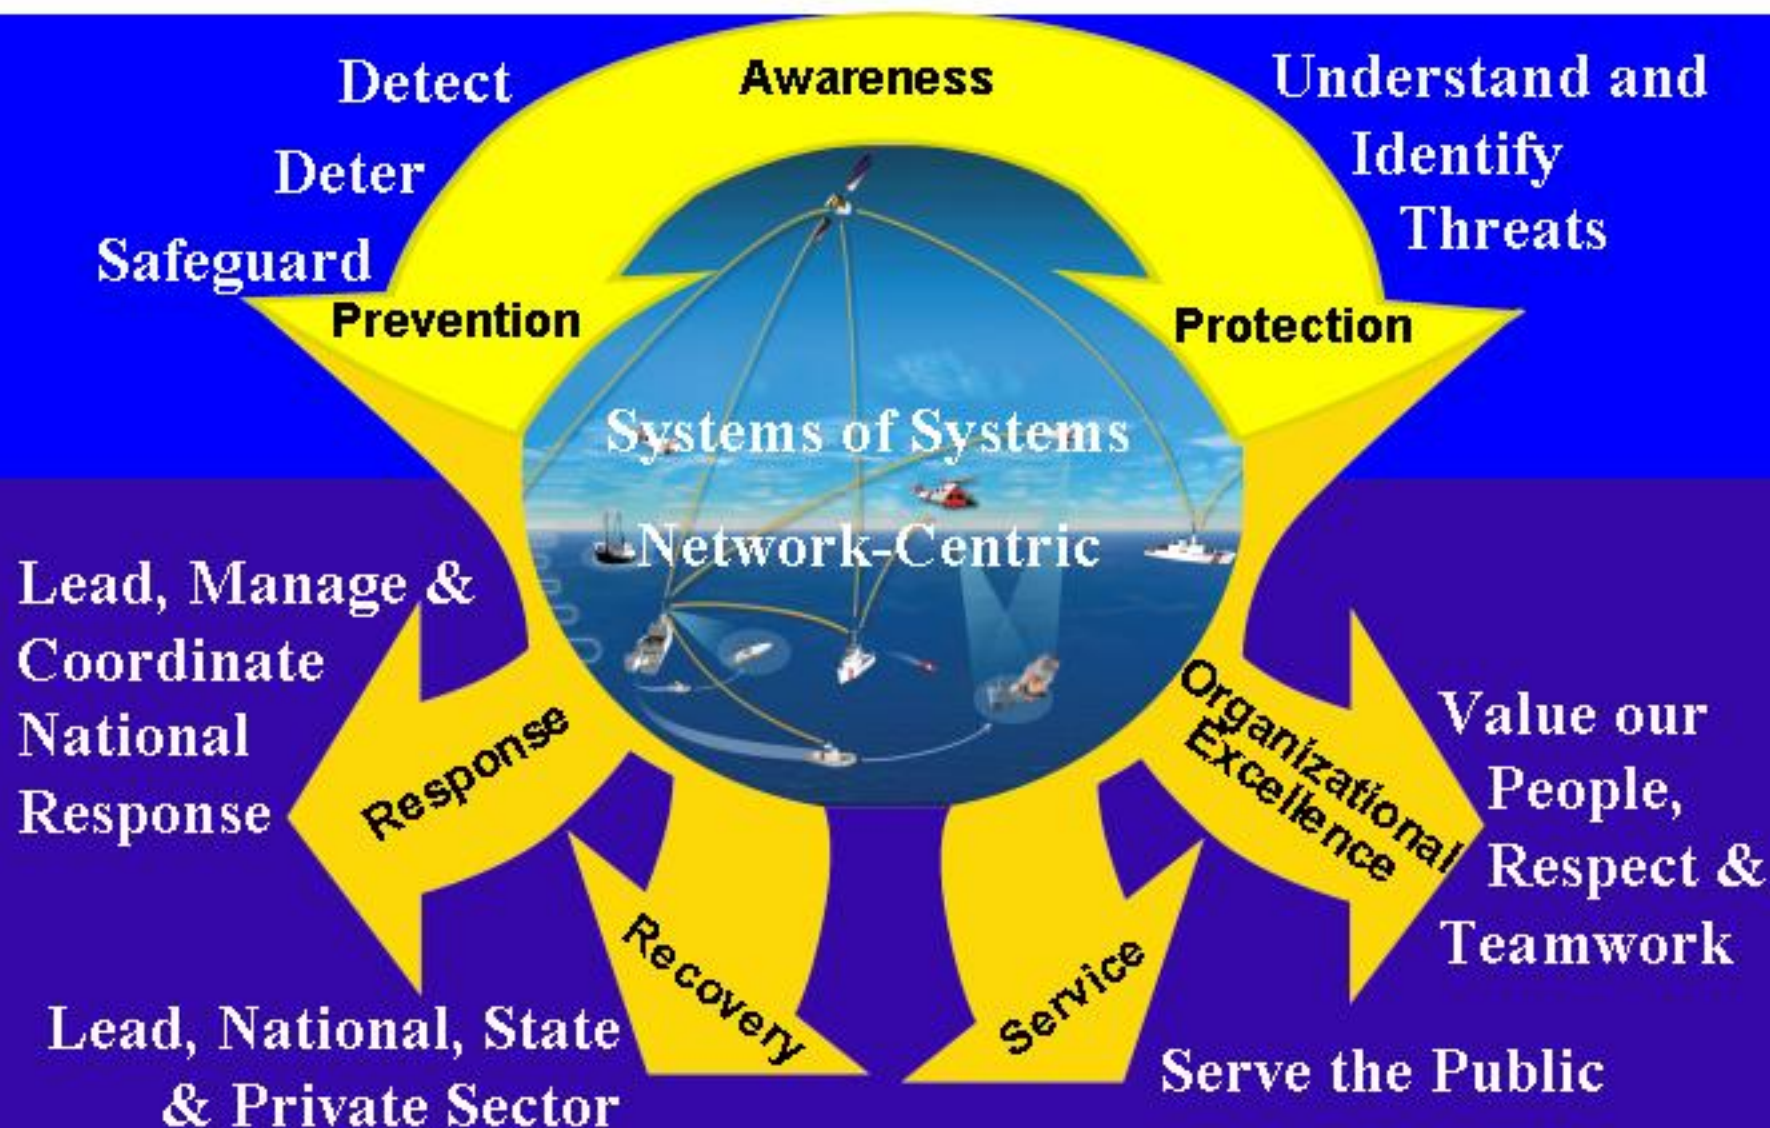 Awareness
Detect
Deter
Safeguard
Understand and
Identify
Threats
Prevention
Protection
Systems of Systems
Network-Centric
Lead, Manage &
Coordinate
National
Response
Response
Organizational
Excellence
Value our
People,
Respect &
Teamwork
Recovery
Service
Lead, National, State
& Private Sector
Serve the Public